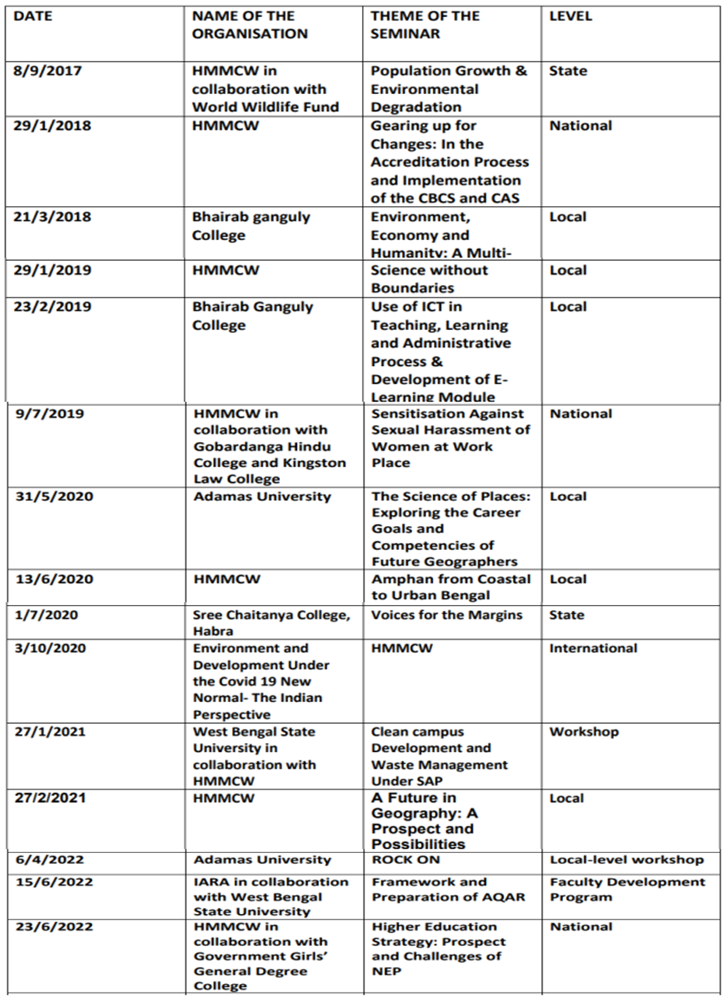 DATE
NAME OF THE
ORGANISATION
THEME OF THE
SEMINAR
LEVEL
8/9/2017
HMMCW in
collaboration with
World Wildlife Fund
Population Growth &
Environmental
Degradation
State
29/1/2018
HMMCW
Gearing up for
Changes: In the
Accreditation Process
and Implementation
of the CBCS and CAS
National
21/3/2018
Bhairab ganguly
College
Environment,
Economy and
Humanity: A Multi-
Local
29/1/2019
HMMCW
Science without
Boundaries
Local
23/2/2019
Bhairab Ganguly
College
Use of ICT in
Teaching, Learning
and Administrative
Process &
Development of E-
Learning Module
Local
9/7/2019
HMMCW in
collaboration with
Gobardanga Hindu
College and Kingston
Law College
Sensitisation Against
Sexual Harassment of
Women at Work
Place
National
31/5/2020
Adamas University
The Science of Places:
Exploring the Career
Goals and
Competencies of
Future Geographers
Local
13/6/2020
HMMCW
Amphan from Coastal
to Urban Bengal
Local
1/7/2020
Sree Chaitanya College,
Habra
Voices for the Margins
State
3/10/2020
Environment and
Development Under
the Covid 19 New
Normal- The Indian
Perspective
HMMCW
International
27/1/2021
West Bengal State
University in
collaboration with
HMMCW
Clean campus
Development and
Waste Management
Under SAP
Workshop
27/2/2021
HMMCW
A Future in
Geography: A
Prospect and
Possibilities
Local
6/4/2022
Adamas University
ROCK ON
Local-level workshop
15/6/2022
IARA in collaboration
with West Bengal
State University
Framework and
Preparation of AQAR
Faculty Development
Program
23/6/2022
HMMCW in
collaboration with
Government Girls’
General Degree
College
Higher Education
Strategy: Prospect
and Challenges of
NEP
National